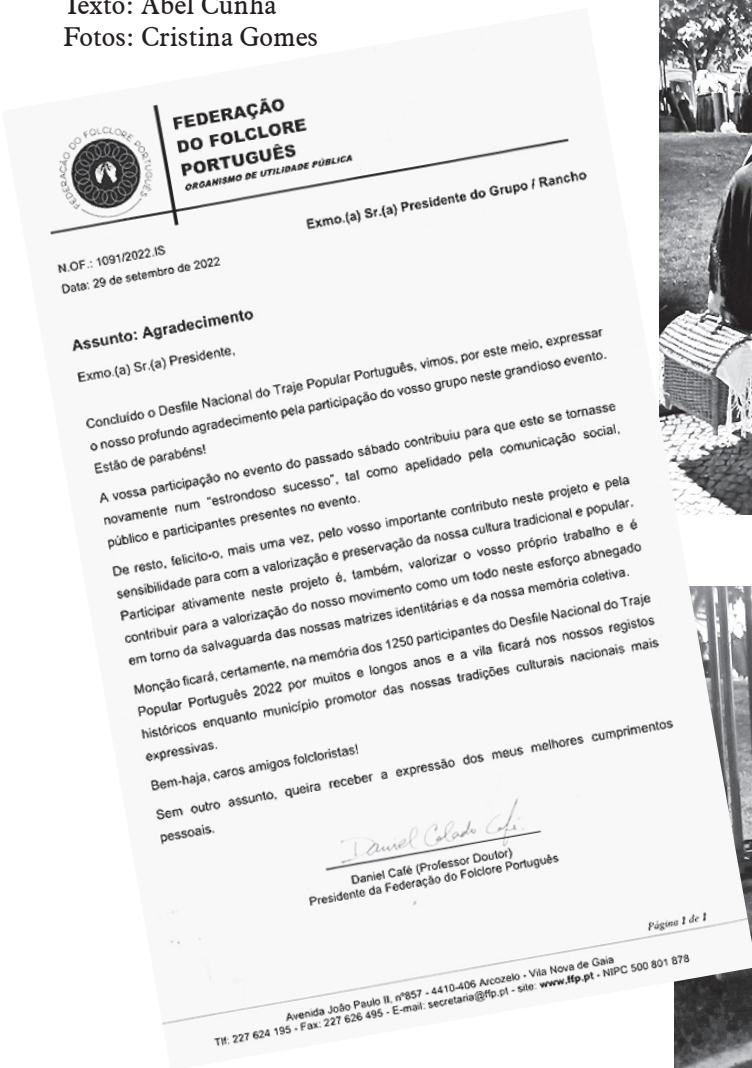 Texto: Abel Cunha
Fotos: Cristina Gomes
FEDERAÇÃO DO FOLCLORE PORTUGUÊS
FEDERAÇÃO
DO FOLCLORE
PORTUGUÊS
ORGANISMO DE UTILIDADE PÚBLICA
Exmo.(a) Sr.(a) Presidente do Grupo / Rancho
N.OF.: 1091/2022.IS
Data: 29 de setembro de 2022
Assunto: Agradecimento
Exmo.(a) Sr.(a) Presidente,
Concluído o Desfile Nacional do Traje Popular Português, vimos, por este meio, expressar
o nosso profundo agradecimento pela participação do vosso grupo neste grandioso evento.
Estão de parabéns!
A vossa participação no evento do passado sábado contribuiu para que este se tornasse
novamente num "estrondoso sucesso", tal como apelidado pela comunicação social,
público e participantes presentes no evento.
De resto, felicito-o, mais uma vez, pelo vosso importante contributo neste projeto e pela
sensibilidade para com a valorização e preservação da nossa cultura tradicional e popular.
Participar ativamente neste projeto é, também, valorizar o vosso próprio trabalho e é
contribuir para a valorização do nosso movimento como um todo neste esforço abnegado
em torno da salvaguarda das nossas matrizes identitárias e da nossa memória coletiva.
Monção ficará, certamente, na memória dos 1250 participantes do Desfile Nacional do Traje
Popular Português 2022 por muitos e longos anos e a vila ficará nos nossos registos
históricos enquanto município promotor das nossas tradições culturais nacionais mais
expressivas.
Bem-haja, caros amigos folcloristas!
Sem outro assunto, queira receber a expressão dos meus melhores cumprimentos
pessoais.
Daniel Calado Café
Daniel Café (Professor Doutor)
Presidente da Federação do Folclore Português
Página 1 de 1
Avenida João Paulo II, nº857 - 4410-406 Arcozelo - Vila Nova de Gaia
Tlf: 227 624 195 - Fax: 227 626 495 - E-mail: secretaria@ffp.pt - site: www.ffp.pt - NIPC 500 801 878